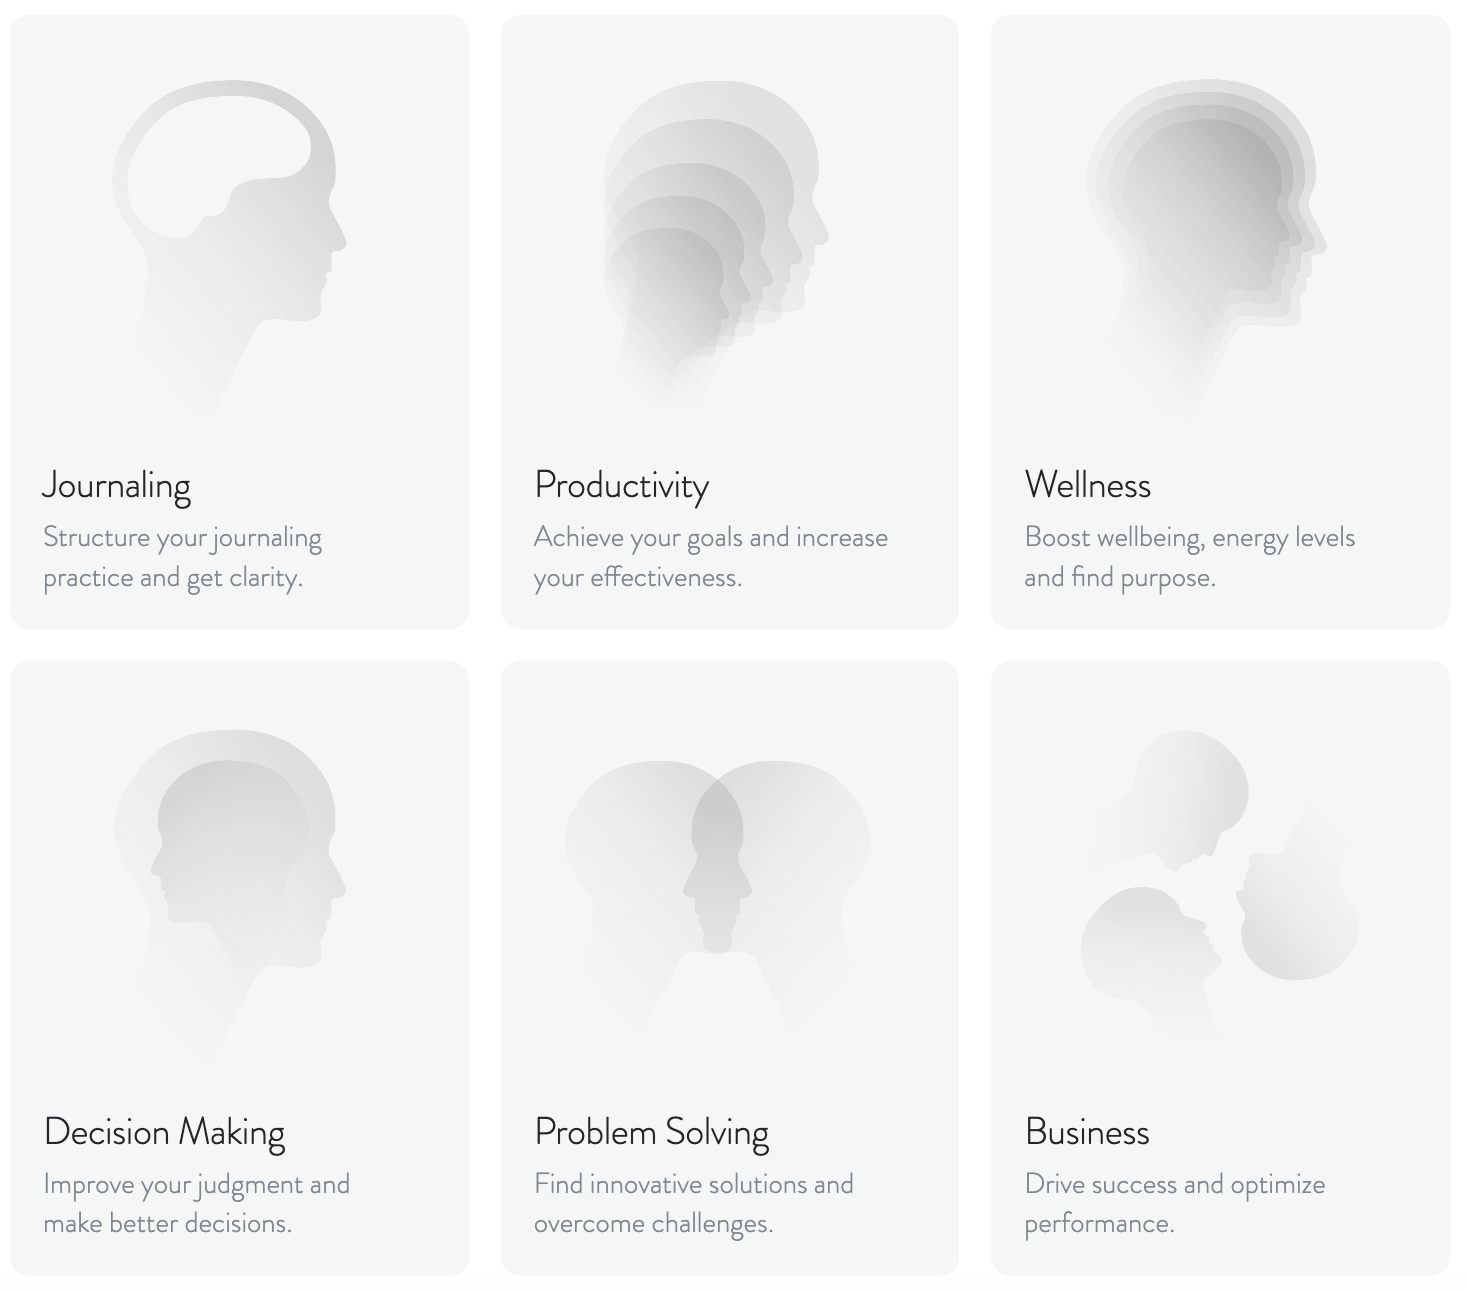 Journaling
Structure your journaling
practice and get clarity.
Productivity
Achieve your goals and increase
your effectiveness.
Wellness
Boost wellbeing, energy levels
and find purpose.
Decision Making
Improve your judgment and
make better decisions.
Problem Solving
Find innovative solutions and
overcome challenges.
Business
Drive success and optimize
performance.